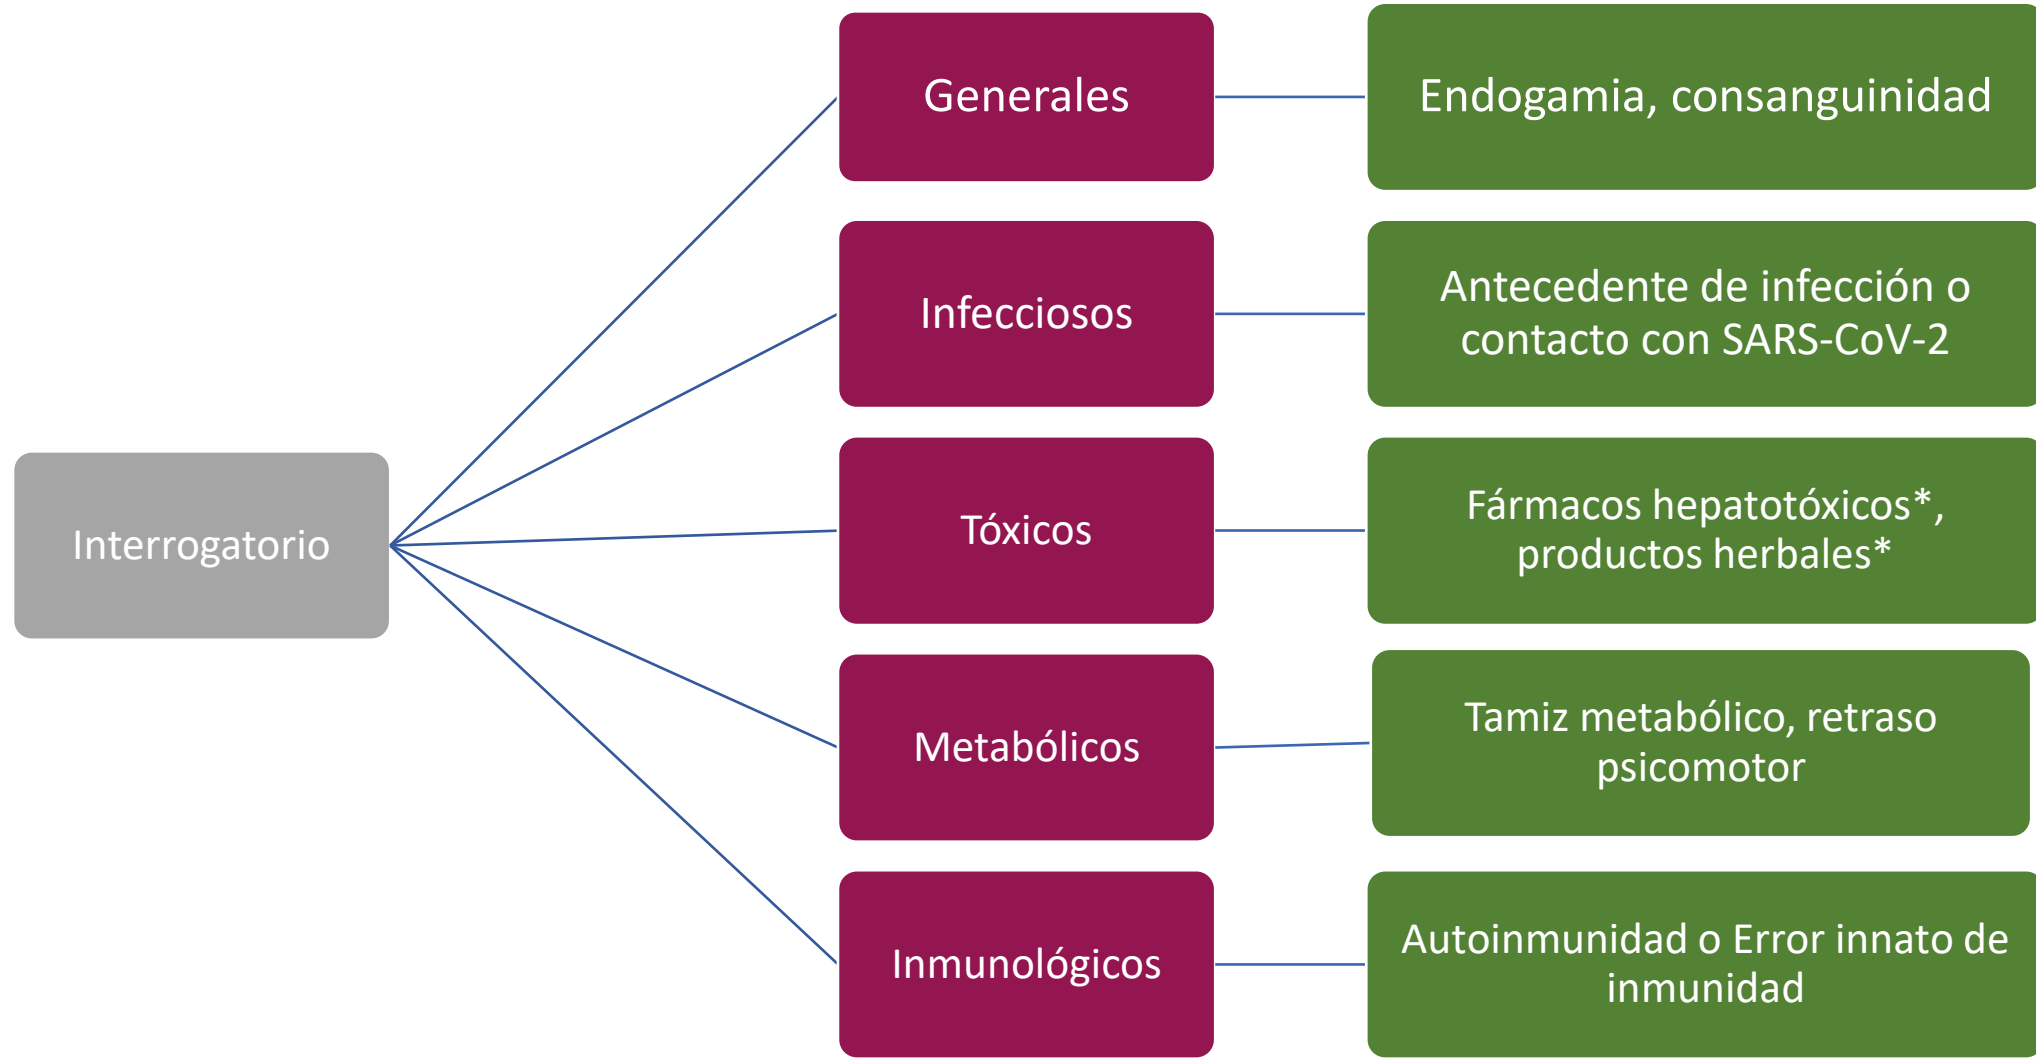 Generales
Endogamia, consanguinidad
Infecciosos
Antecedente de infección o
contacto con SARS-CoV-2
Interrogatorio
Tóxicos
Fármacos hepatotóxicos*,
productos herbales*
Metabólicos
Tamiz metabólico, retraso
psicomotor
Inmunológicos
Autoinmunidad o Error innato de
inmunidad